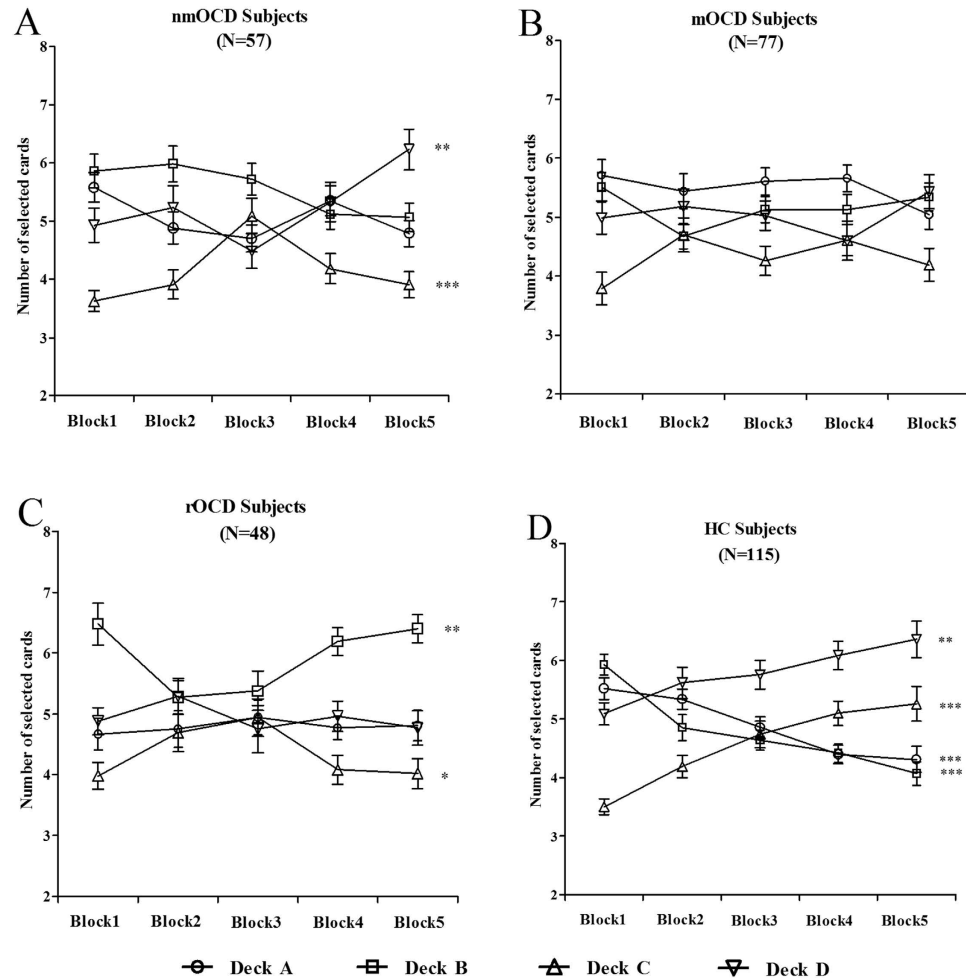 A
nmOCD Subjects
(N=57)
Number of selected cards
8
7
6
5
4
3
2
**
***
Block1 Block2 Block3 Block4 Block5
B
mOCD Subjects
(N=77)
Number of selected cards
8
7
6
5
4
3
2
Block1 Block2 Block3 Block4 Block5
C
rOCD Subjects
(N=48)
Number of selected cards
8
7
6
5
4
3
2
**
*
Block1 Block2 Block3 Block4 Block5
D
HC Subjects
(N=115)
Number of selected cards
8
7
6
5
4
3
2
**
***
***
***
Block1 Block2 Block3 Block4 Block5
Deck A Deck B Deck C Deck D